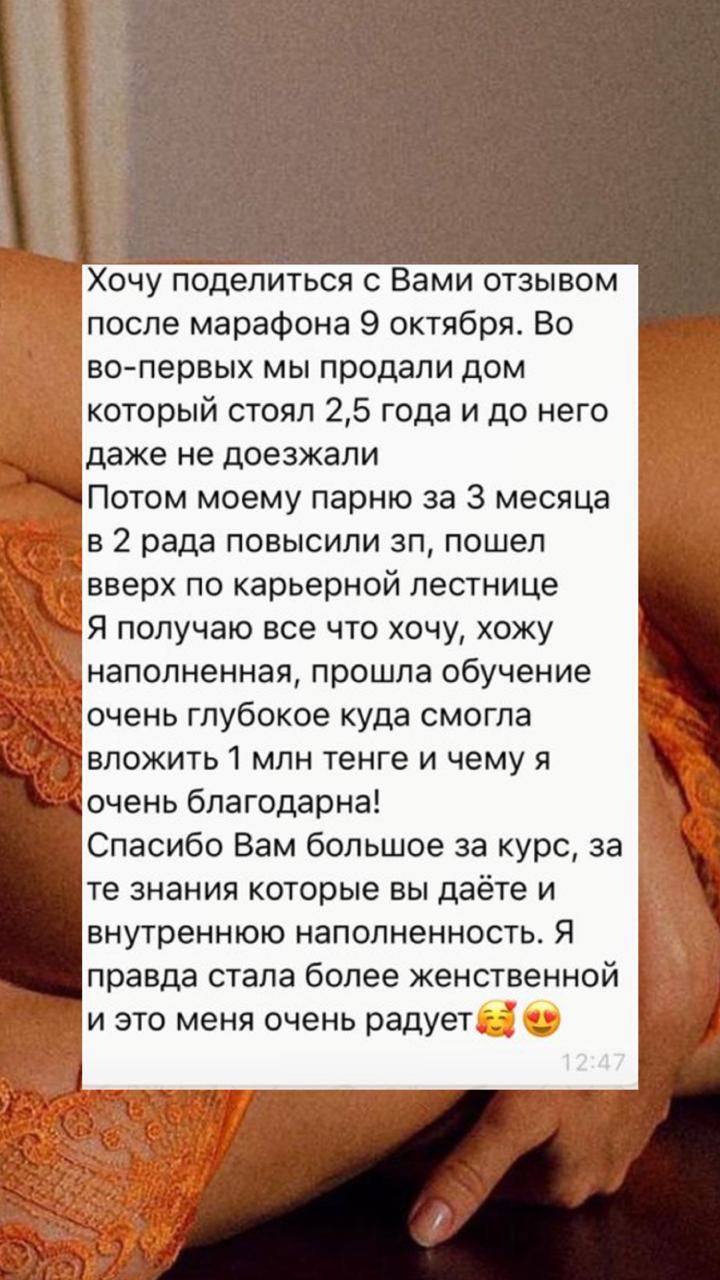 Хочу поделиться с Вами отзывом
после марафона 9 октября. Во
во-первых мы продали дом
который стоял 2,5 года и до него
даже не доезжали
Потом моему парню за 3 месяца
в 2 рада повысили зп, пошел
вверх по карьерной лестнице
Я получаю все что хочу, хожу
наполненная, прошла обучение
очень глубокое куда смогла
вложить 1 млн тенге и чему я
очень благодарна!
Спасибо Вам большое за курс, за
те знания которые вы даёте и
внутреннюю наполненность. Я
правда стала более женственной
и это меня очень радует🥰😍
12:47